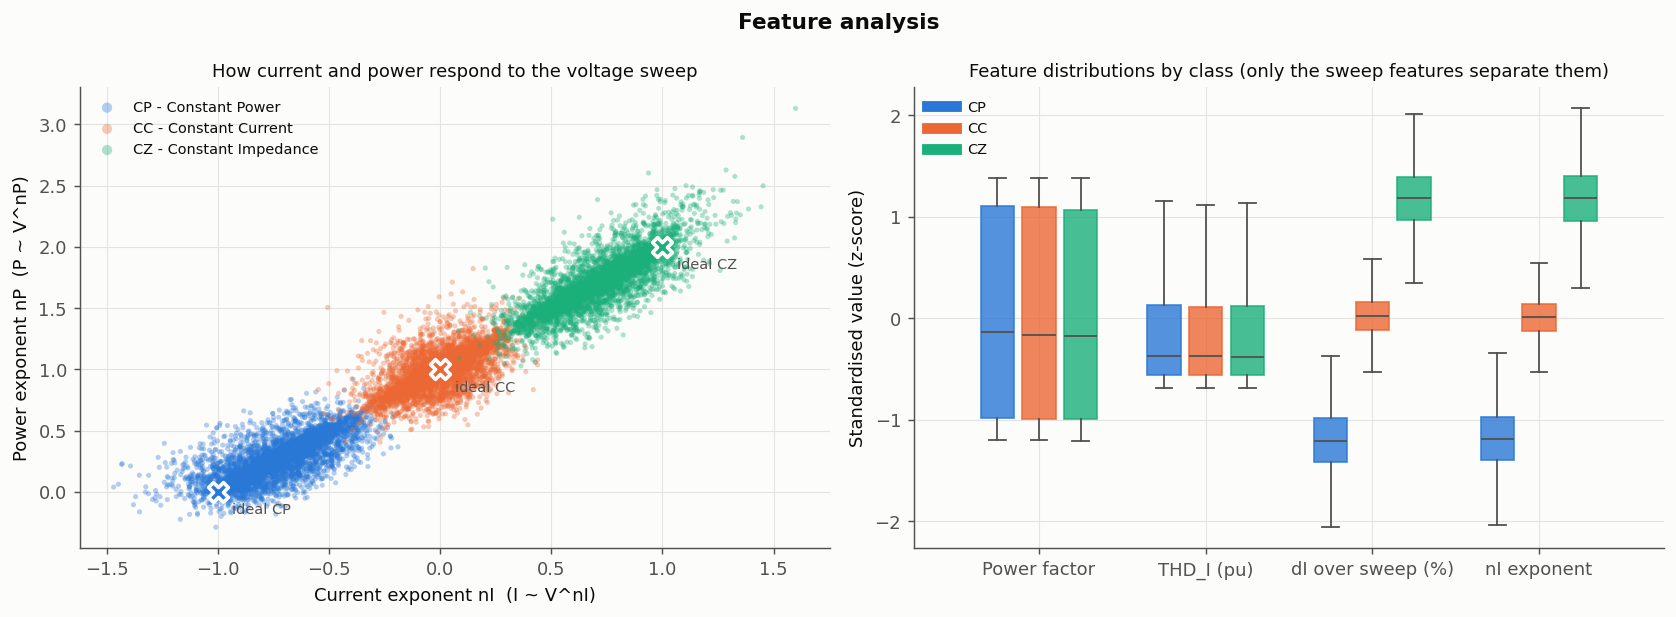 Feature analysis
How current and power respond to the voltage sweep
CP - Constant Power
CC - Constant Current
CZ - Constant Impedance
Power exponent nP (P ~ V^nP)
3.0
2.5
2.0
1.5
1.0
0.5
0.0
ideal CZ
ideal CC
ideal CP
−1.5 −1.0 −0.5 0.0 0.5 1.0 1.5
Current exponent nI (I ~ V^nI)
Feature distributions by class (only the sweep features separate them)
CP
CC
CZ
Standardised value (z-score)
2
1
0
−1
−2
Power factor THD_I (pu) dI over sweep (%) nI exponent